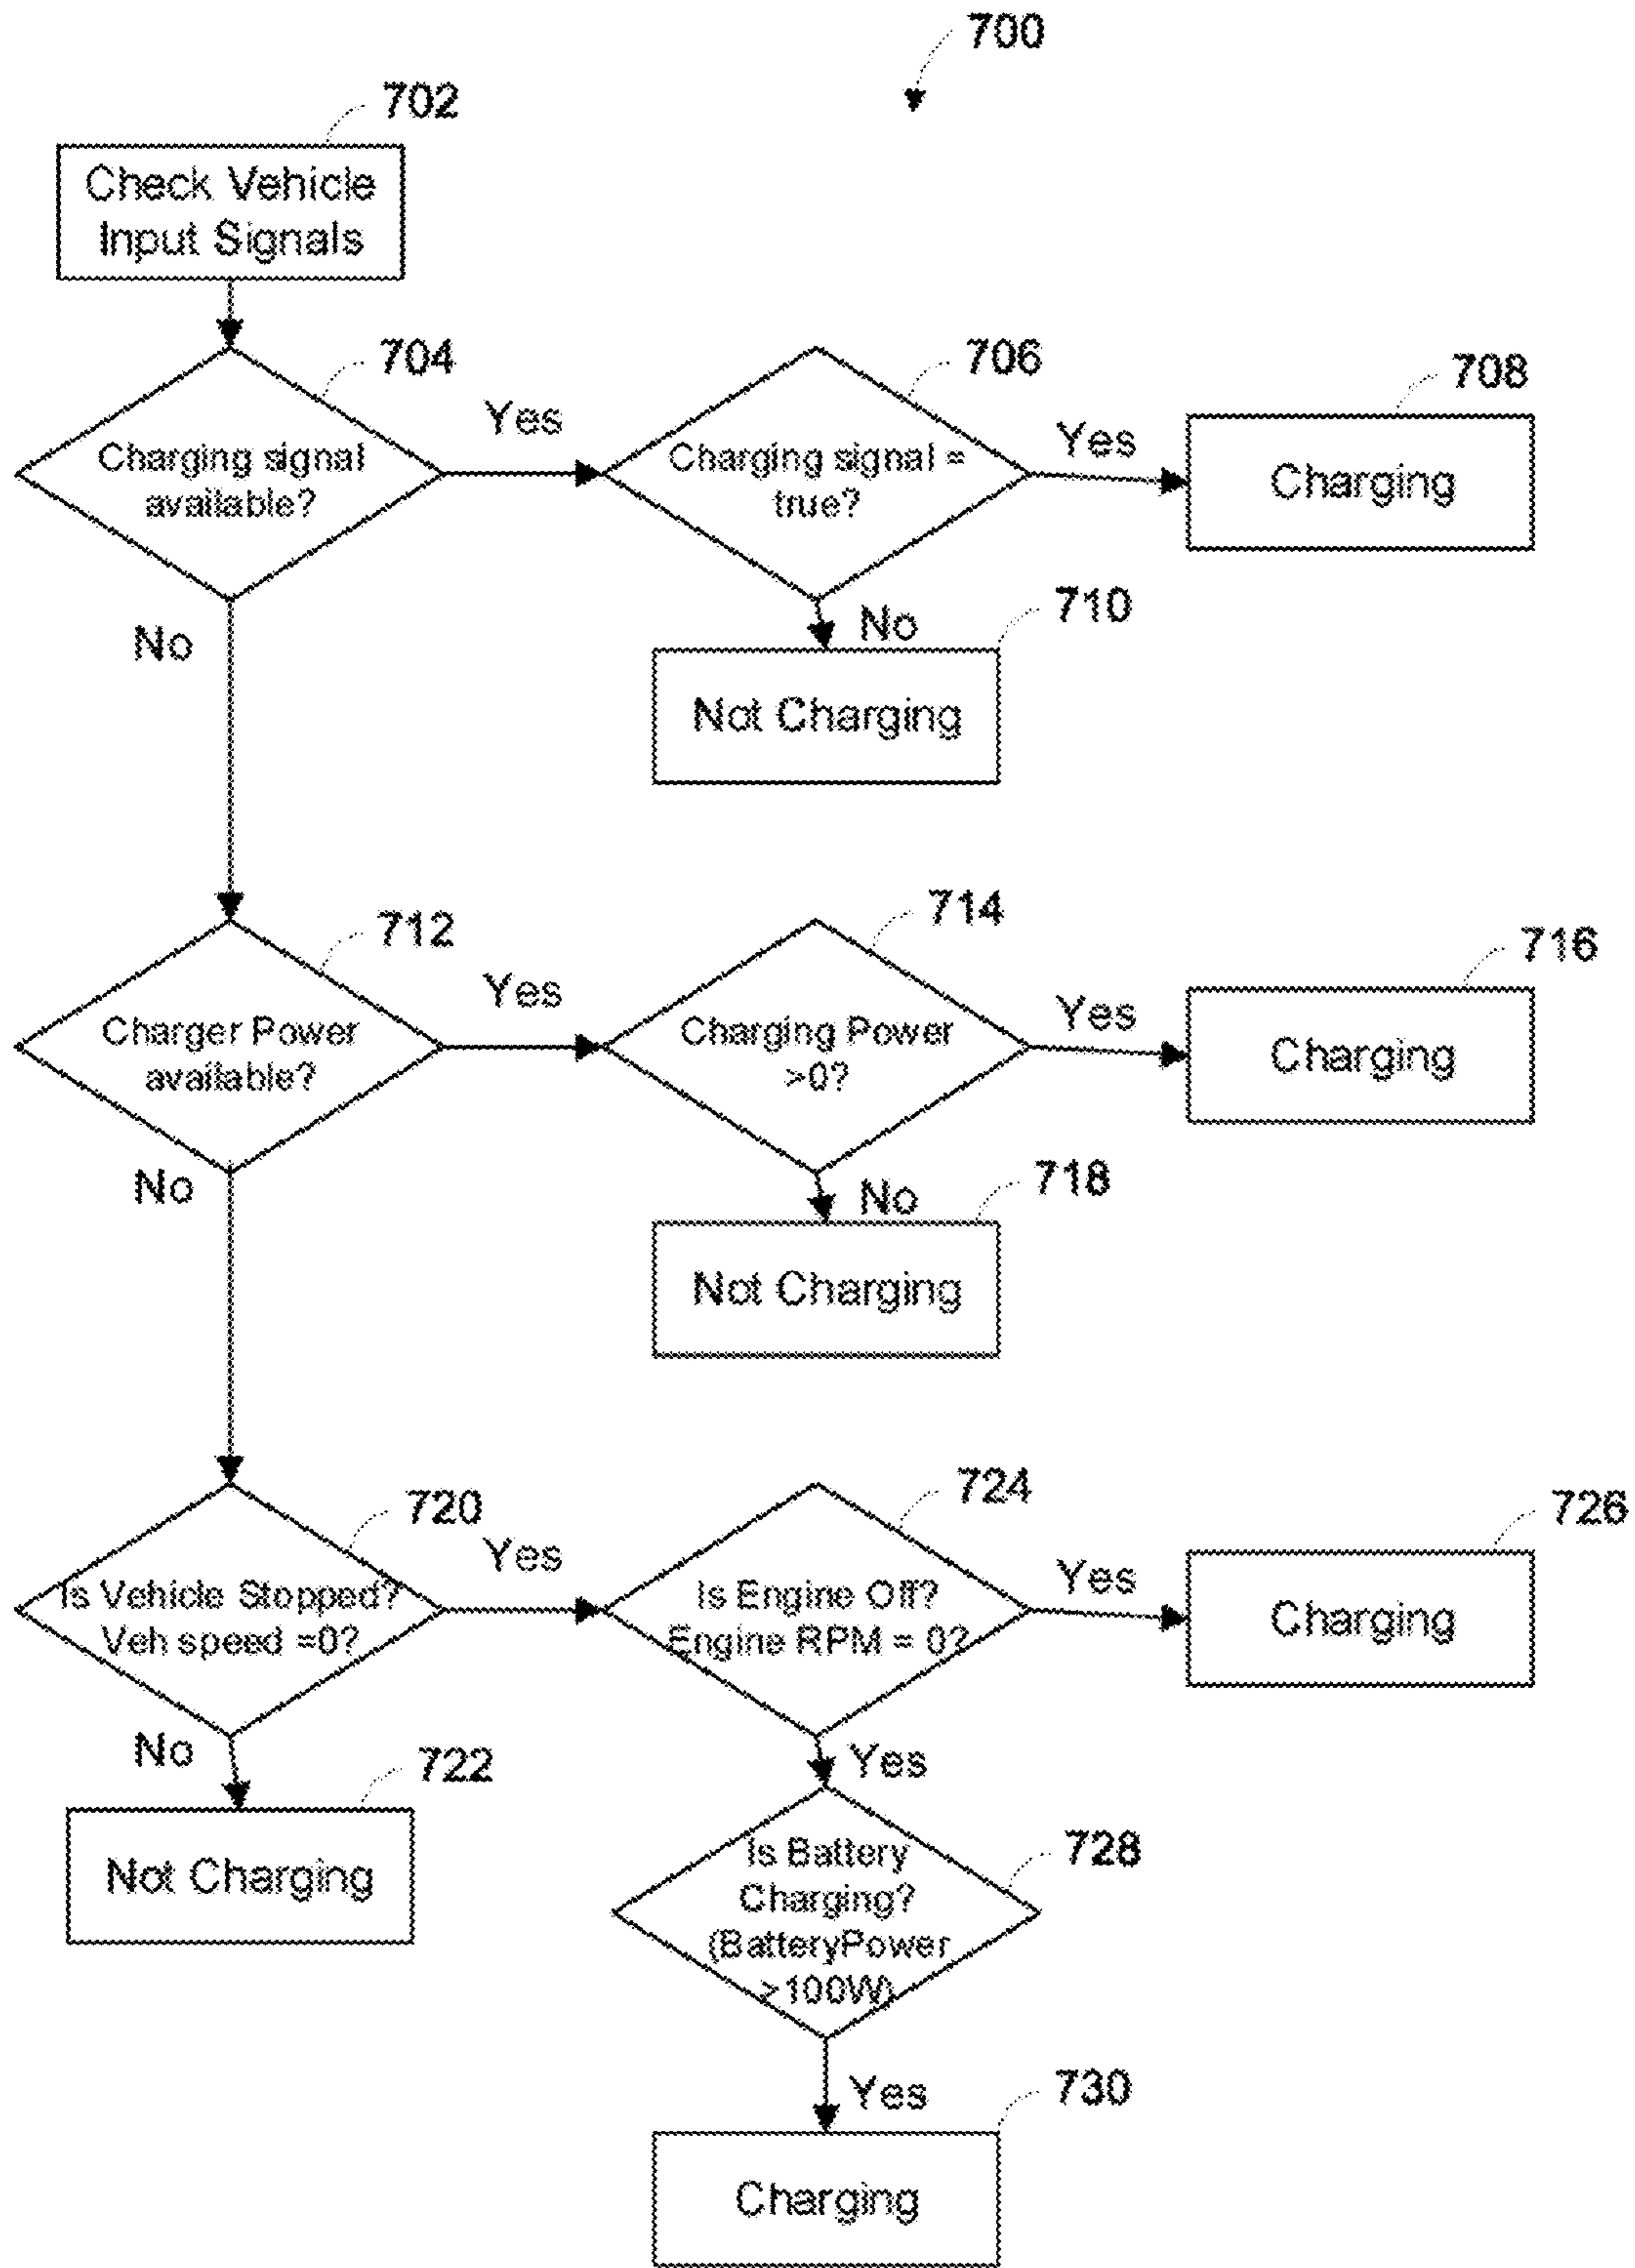 700
702
Check Vehicle
Input Signals
704
Charging signal
available?
Yes
706
Charging signal =
true?
Yes
708
Charging
No
No
710
Not Charging
712
Charger Power
available?
Yes
714
Charging Power
>0?
Yes
716
Charging
No
No
718
Not Charging
720
Is Vehicle Stopped?
Veh speed =0?
Yes
724
Is Engine Off?
Engine RPM = 0?
Yes
726
Charging
No
722
Not Charging
Yes
728
Is Battery
Charging?
(BatteryPower
>100W)
Yes
730
Charging